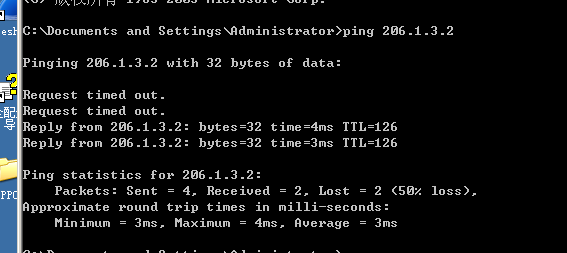 C:\Documents and Settings\Administrator>ping 206.1.3.2
Pinging 206.1.3.2 with 32 bytes of data:
Request timed out.
Request timed out.
Reply from 206.1.3.2: bytes=32 time=4ms TTL=126
Reply from 206.1.3.2: bytes=32 time=3ms TTL=126
Ping statistics for 206.1.3.2:
Packets: Sent = 4, Received = 2, Lost = 2 (50% loss),
Approximate round trip times in milli-seconds:
Minimum = 3ms, Maximum = 4ms, Average = 3ms